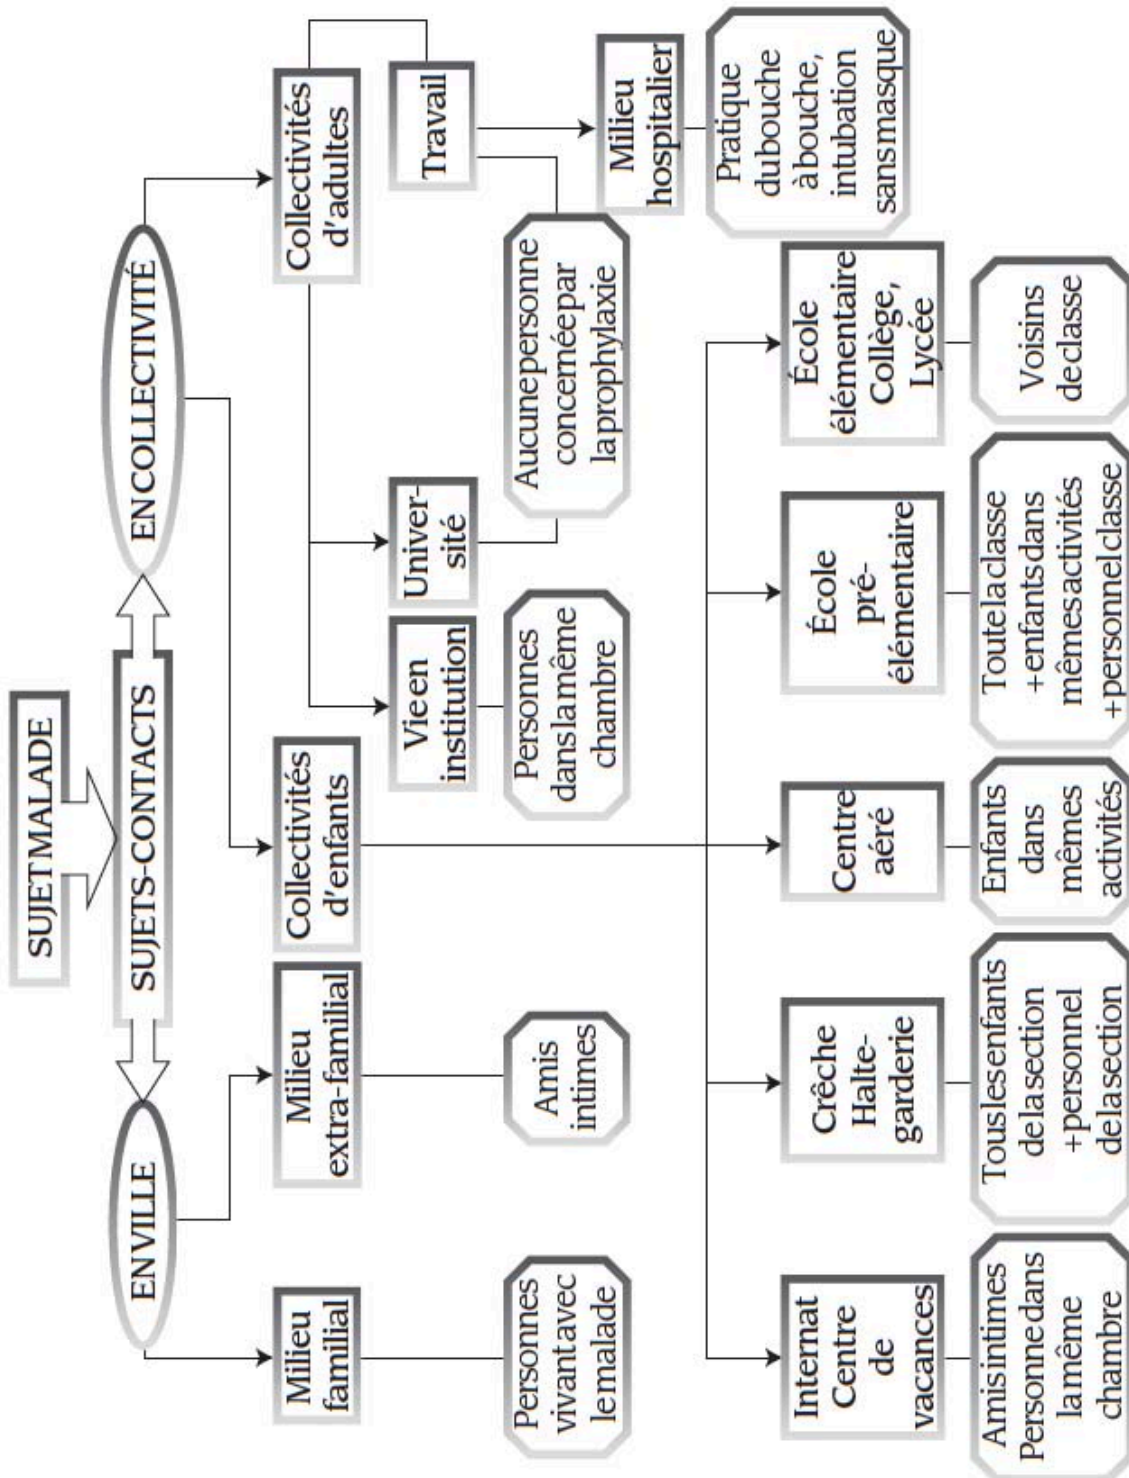 SUJET MALADE
SUJETS-CONTACTS
EN VILLE
EN COLLECTIVITÉ
Milieu
familial
Milieu
extra-familial
Collectivités
d'enfants
Collectivités
d'adultes
Vie en
institution
Univer-
sité
Travail
Personnes
vivant avec
le malade
Amis
intimes
Personnes
dans la même
chambre
Aucune personne
concernée par
la prophylaxie
Milieu
hospitalier
Pratique
du bouche
à bouche,
intubation
sans masque
Internat
Centre
de
vacances
Crêche
Halte-
garderie
Centre
aéré
École
pré-
élémentaire
École
élémentaire
Collège,
Lycée
Amis intimes
Personne dans
la même
chambre
Tous les enfants
de la section
+ personnel
de la section
Enfants
dans
mêmes
activités
Toute la classe
+ enfants dans
mêmes activités
+ personnel classe
Voisins
de classe